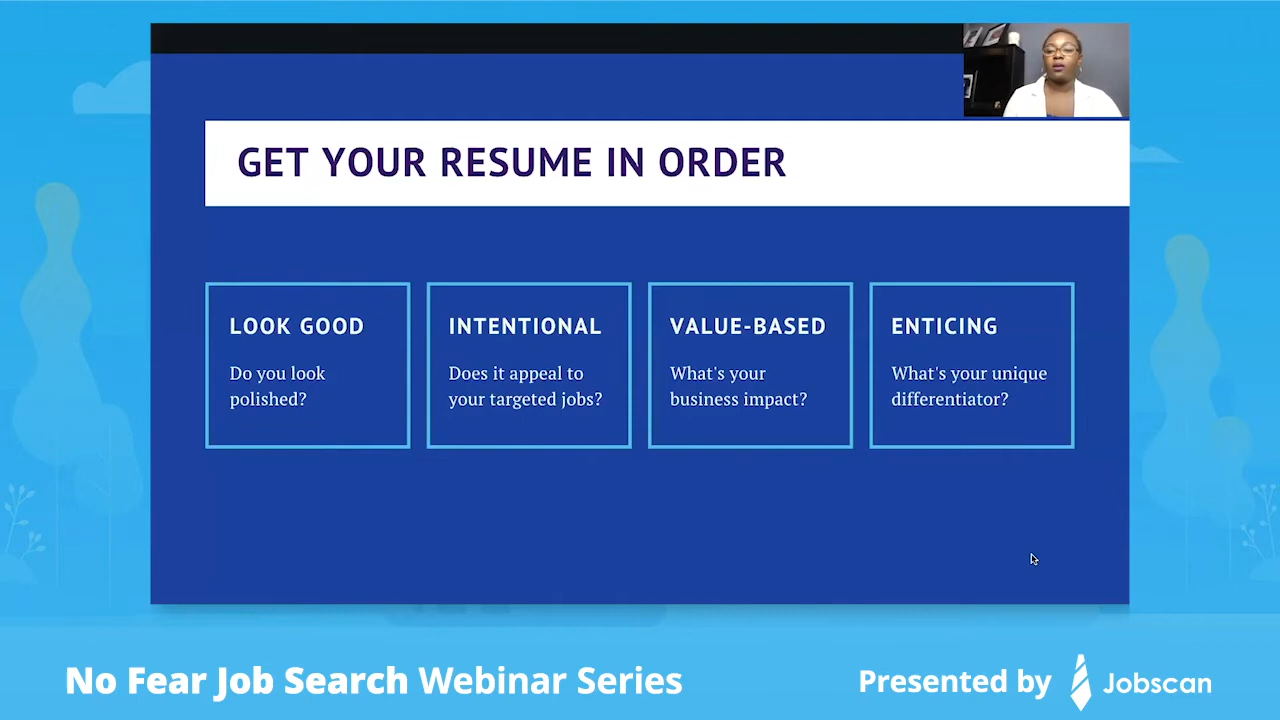 GET YOUR RESUME IN ORDER
LOOK GOOD
Do you look
polished?
INTENTIONAL
Does it appeal to
your targeted jobs?
VALUE-BASED
What's your
business impact?
ENTICING
What's your unique
differentiator?
No Fear Job Search Webinar Series
Presented by Jobscan